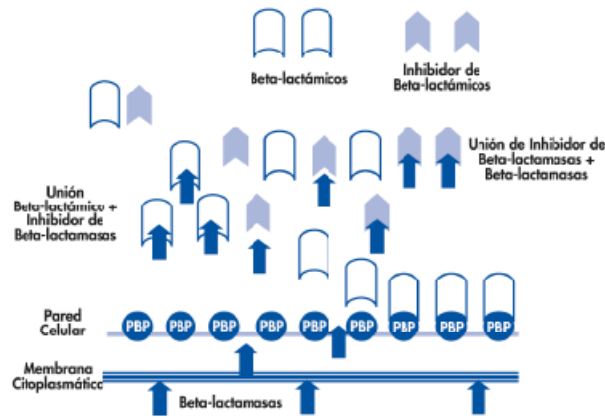 Beta-lactámicos
Inhibidor de
Beta-lactámicos
Unión de Inhibidor de
Beta-lactamasas +
Beta-lactamasas
Unión
Beta-lactámico +
Inhibidor de
Beta-lactamasas
Pared
Celular
PBP PBP PBP PBP PBP PBP PBP PBP PBP
Membrana
Citoplasmática
Beta-lactamasas